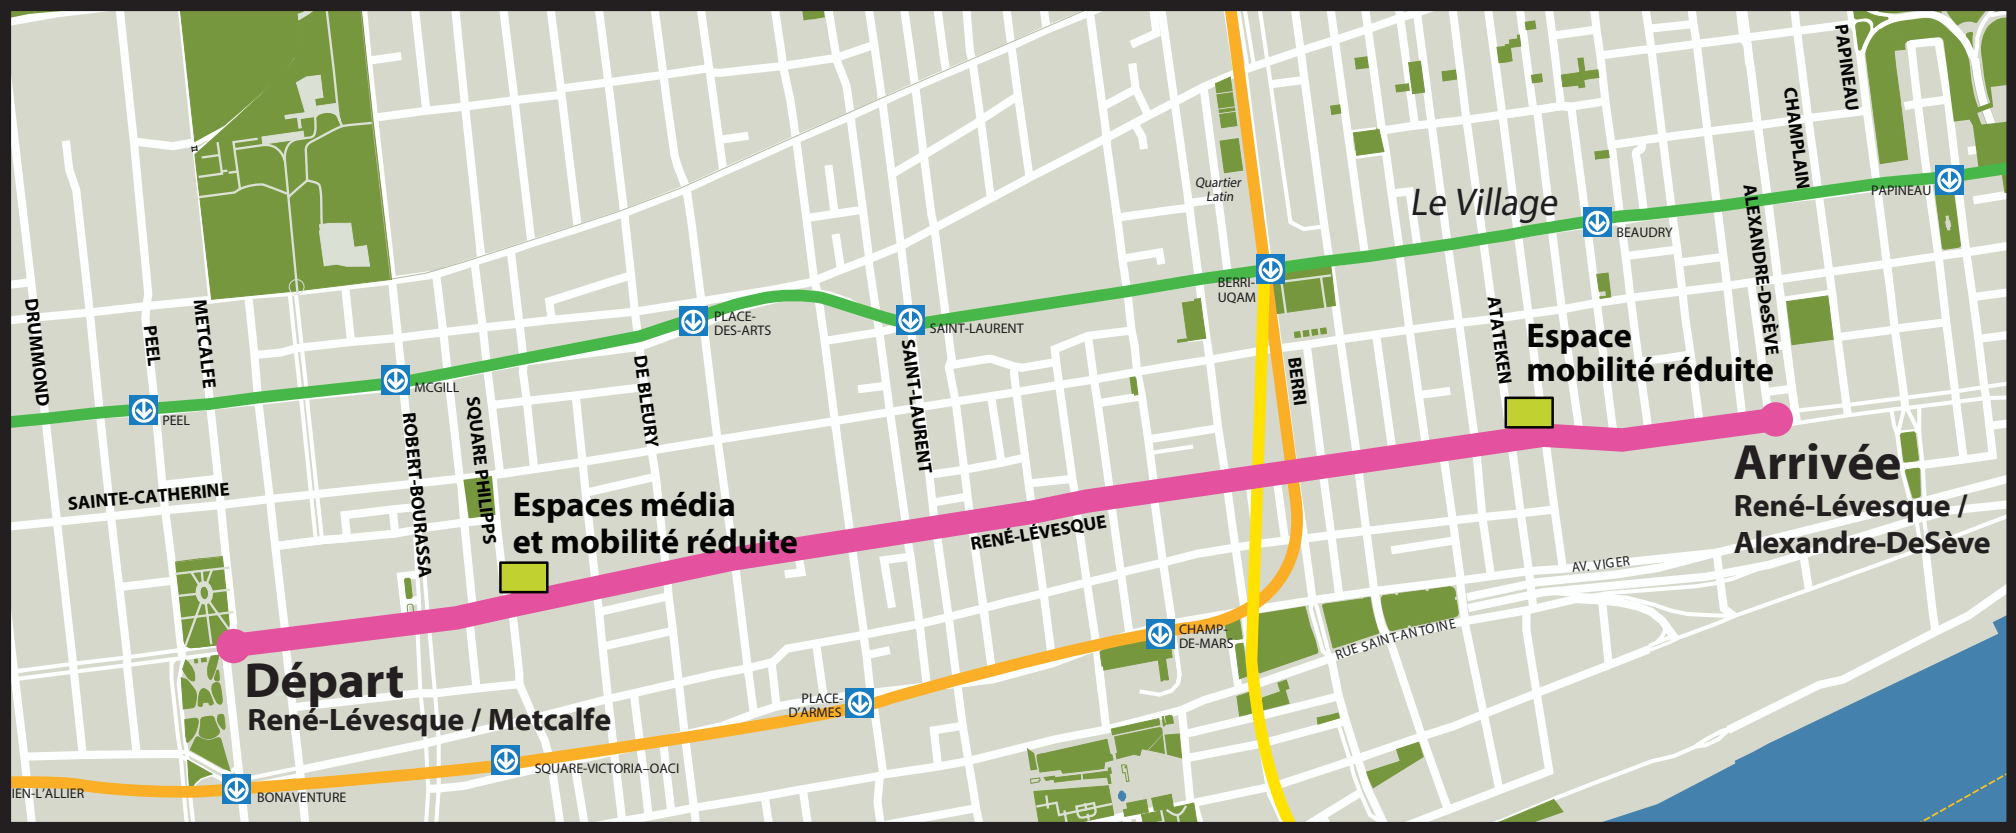 PAPINEAU
CHAMPLAIN
Quartier
Latin
Le Village
PAPINEAU
ALEXANDRE-DeSÈVE
BEAUDRY
BERRI-
UQAM
DRUMMOND
PEEL
METCALFE
PLACE-
DES-ARTS
SAINT-LAURENT
ATATEKEN
Espace
mobilité réduite
SAINT-LAURENT
DE BLEURY
BERRI
MCGILL
PEEL
ROBERT-BOURASSA
SQUARE PHILIPPS
SAINTE-CATHERINE
Espaces média
et mobilité réduite
RENÉ-LÉVESQUE
Arrivée
René-Lévesque /
Alexandre-DeSève
AV. VIGER
CHAMP-
DE-MARS
RUE SAINT-ANTOINE
Départ
René-Lévesque / Metcalfe
PLACE-
D'ARMES
SQUARE-VICTORIA–OACI
IEN-L'ALLIER
BONAVENTURE